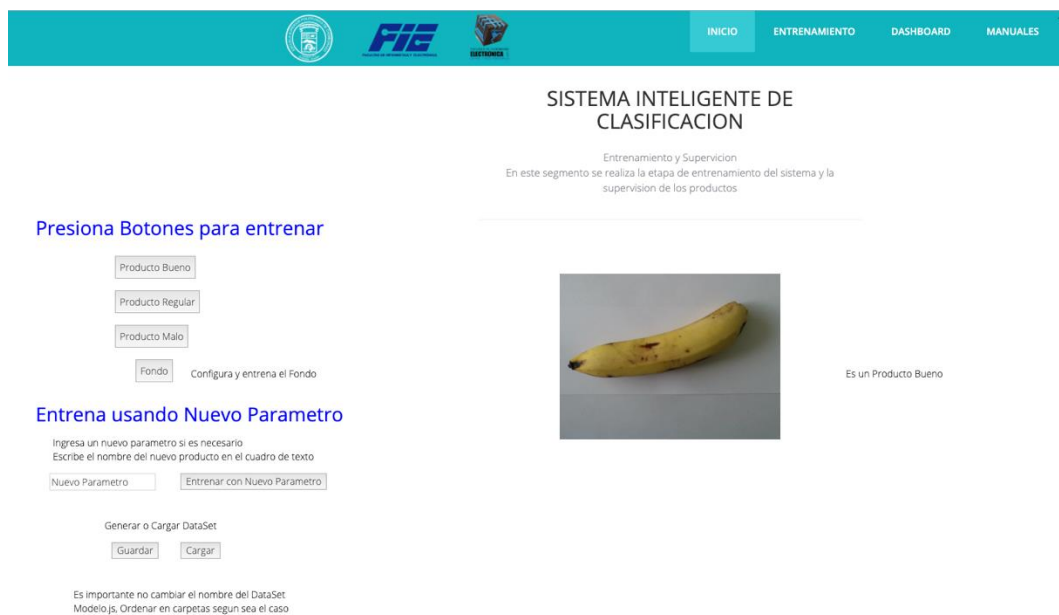 FIE
INICIO
ENTRENAMIENTO
DASHBOARD
MANUALES
SISTEMA INTELIGENTE DE
CLASIFICACION
Entrenamiento y Supervicion
En este segmento se realiza la etapa de entrenamiento del sistema y la
supervision de los productos
Presiona Botones para entrenar
Producto Bueno
Producto Regular
Producto Malo
Fondo
Configura y entrena el Fondo
Es un Producto Bueno
Entrena usando Nuevo Parametro
Ingresa un nuevo parametro si es necesario
Escribe el nombre del nuevo producto en el cuadro de texto
Nuevo Parametro
Entrenar con Nuevo Parametro
Generar o Cargar DataSet
Guardar
Cargar
Es importante no cambiar el nombre del DataSet
Modelo.js, Ordenar en carpetas segun sea el caso